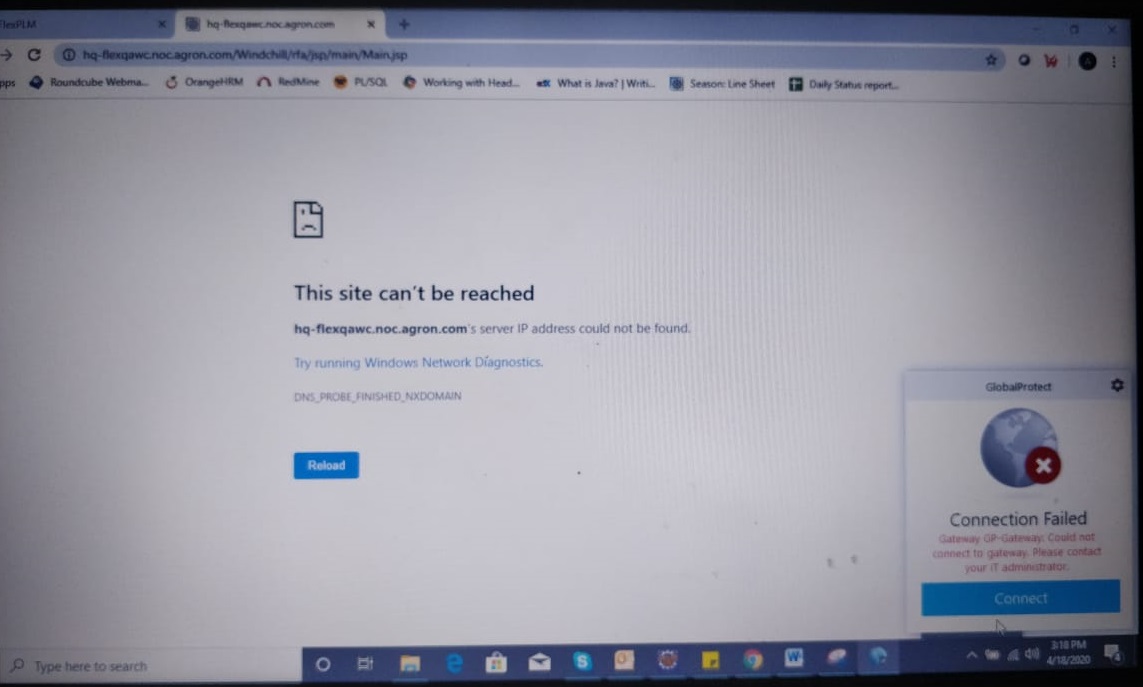 FlexPLM
hq-flexqawc.noc.agron.com
hq-flexqawc.noc.agron.com/Windchill/rfa/jsp/main/Main.jsp
pps Roundcube Webma... OrangeHRM RedMine PL/SQL Working with Head... What is Java? | Writi... Season: Line Sheet Daily Status report...
This site can't be reached
hq-flexqawc.noc.agron.com's server IP address could not be found.
Try running Windows Network Diagnostics.
DNS_PROBE_FINISHED_NXDOMAIN
Reload
GlobalProtect
Connection Failed
Gateway GP-Gateway: Could not
connect to gateway. Please contact
your IT administrator.
Connect
Type here to search
3:18 PM
4/18/2020